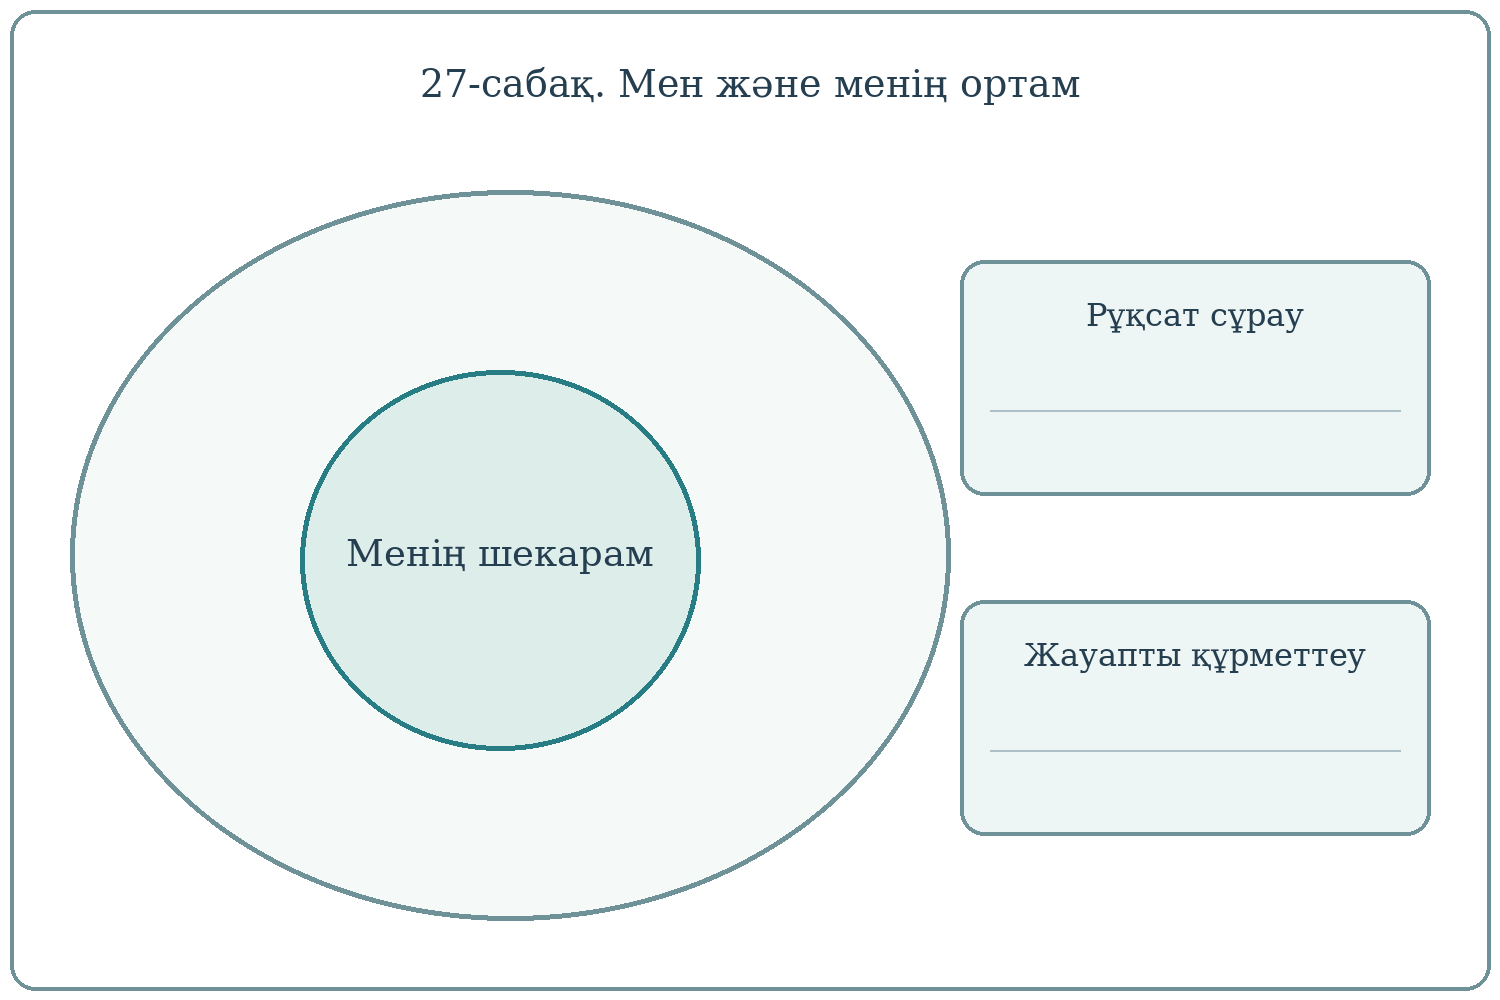 27-сабақ. Мен және менің ортам
Менің шекарам
Рұқсат сұрау
Жауапты құрметтеу